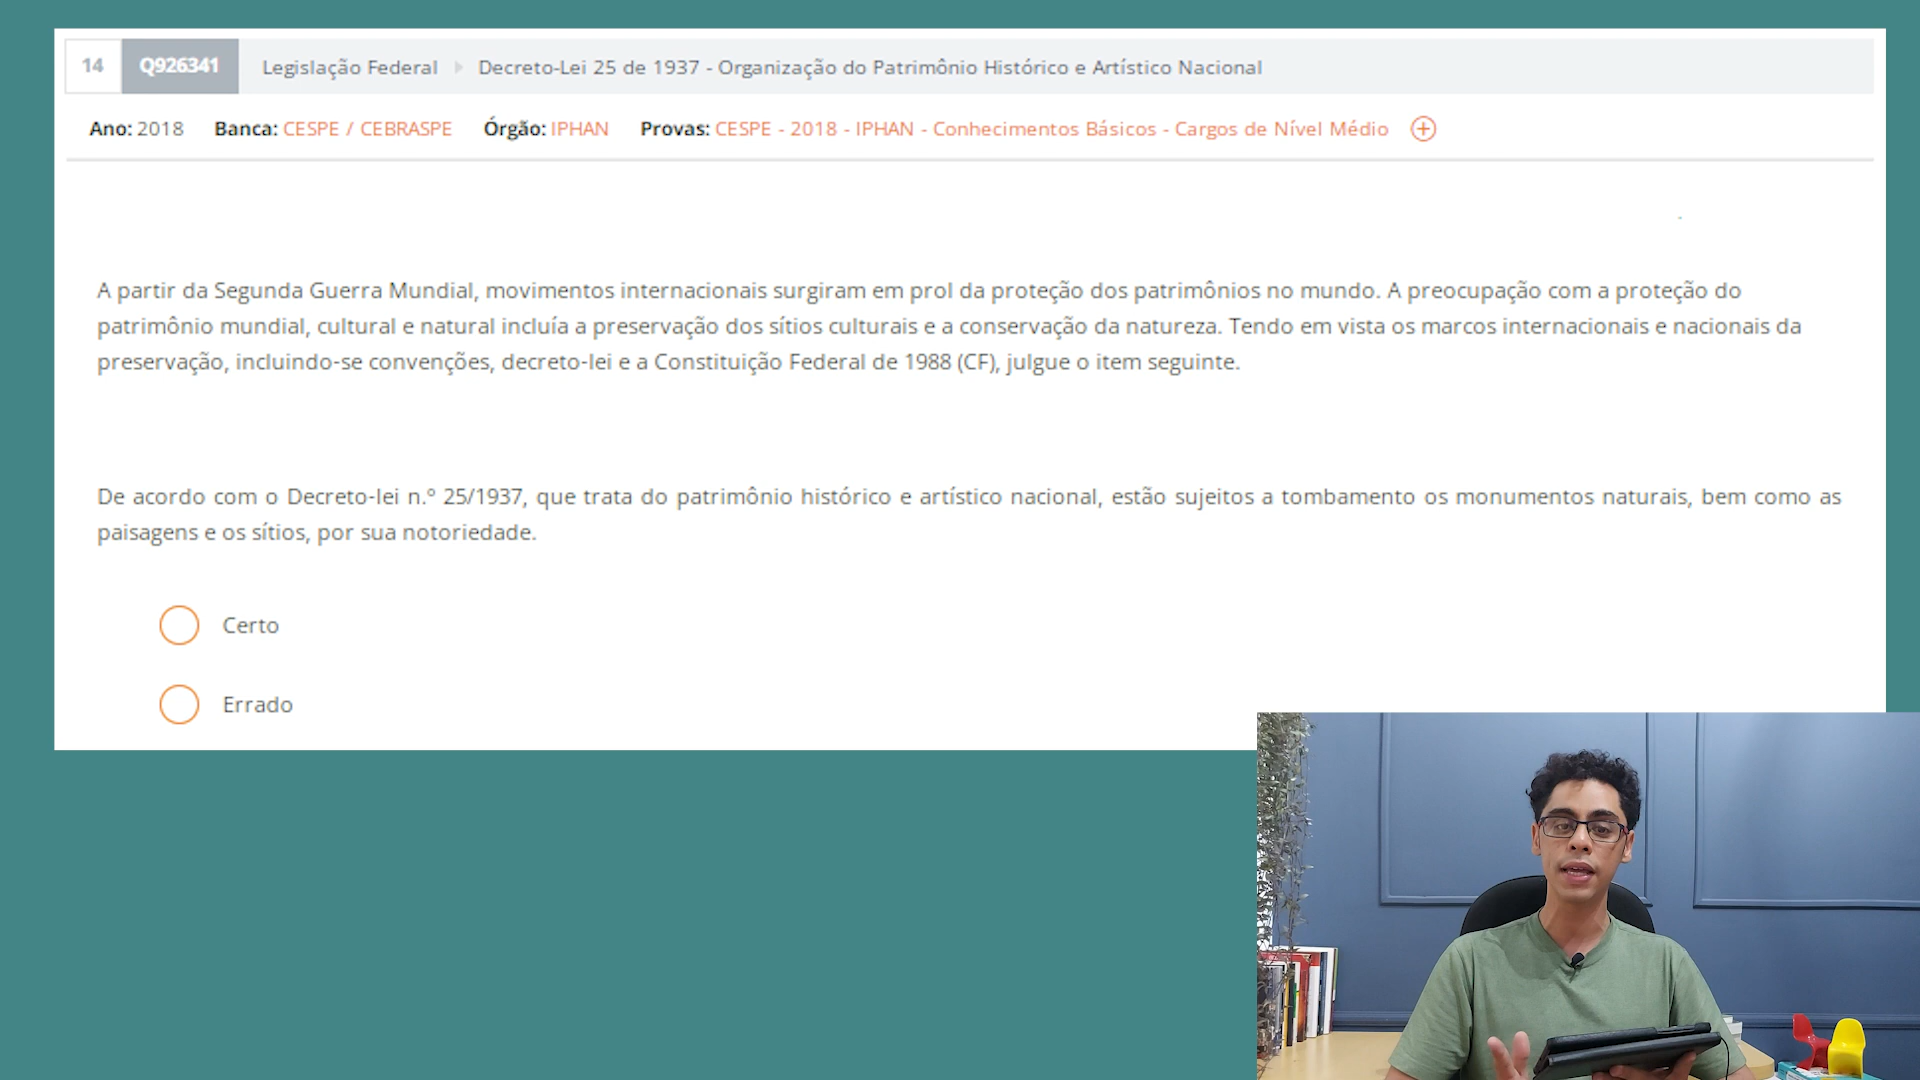 14 Q926341 Legislação Federal Decreto-Lei 25 de 1937 - Organização do Patrimônio Histórico e Artístico Nacional
Ano: 2018 Banca: CESPE / CEBRASPE Órgão: IPHAN Provas: CESPE - 2018 - IPHAN - Conhecimentos Básicos - Cargos de Nível Médio
A partir da Segunda Guerra Mundial, movimentos internacionais surgiram em prol da proteção dos patrimônios no mundo. A preocupação com a proteção do
patrimônio mundial, cultural e natural incluía a preservação dos sítios culturais e a conservação da natureza. Tendo em vista os marcos internacionais e nacionais da
preservação, incluindo-se convenções, decreto-lei e a Constituição Federal de 1988 (CF), julgue o item seguinte.
De acordo com o Decreto-lei n.º 25/1937, que trata do patrimônio histórico e artístico nacional, estão sujeitos a tombamento os monumentos naturais, bem como as
paisagens e os sítios, por sua notoriedade.
Certo
Errado